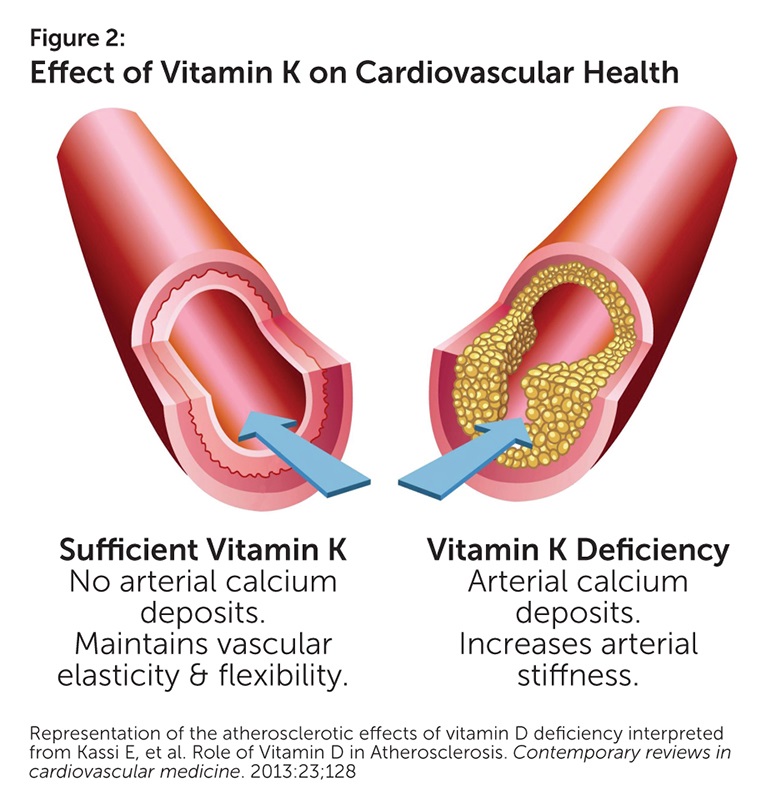 Figure 2:
Effect of Vitamin K on Cardiovascular Health
Sufficient Vitamin K
No arterial calcium
deposits.
Maintains vascular
elasticity & flexibility.
Vitamin K Deficiency
Arterial calcium
deposits.
Increases arterial
stiffness.
Representation of the atherosclerotic effects of vitamin D deficiency interpreted
from Kassi E, et al. Role of Vitamin D in Atherosclerosis. Contemporary reviews in
cardiovascular medicine. 2013:23;128